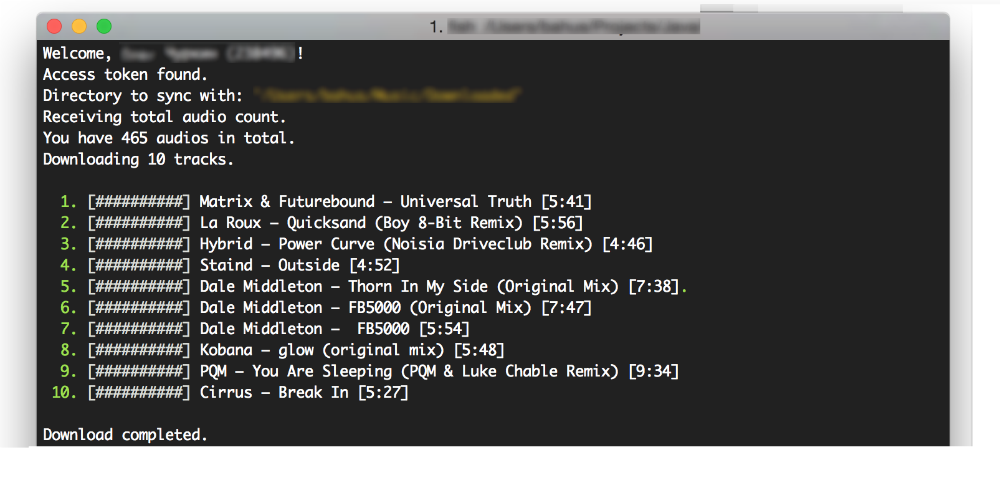 1.
Welcome, !
Access token found.
Directory to sync with:
Receiving total audio count.
You have 465 audios in total.
Downloading 10 tracks.
1. [##########] Matrix & Futurebound – Universal Truth [5:41]
2. [##########] La Roux – Quicksand (Boy 8-Bit Remix) [5:56]
3. [##########] Hybrid – Power Curve (Noisia Driveclub Remix) [4:46]
4. [##########] Staind – Outside [4:52]
5. [##########] Dale Middleton – Thorn In My Side (Original Mix) [7:38].
6. [##########] Dale Middleton – FB5000 (Original Mix) [7:47]
7. [##########] Dale Middleton –  FB5000 [5:54]
8. [##########] Kobana – glow (original mix) [5:48]
9. [##########] PQM – You Are Sleeping (PQM & Luke Chable Remix) [9:34]
10. [##########] Cirrus – Break In [5:27]
Download completed.